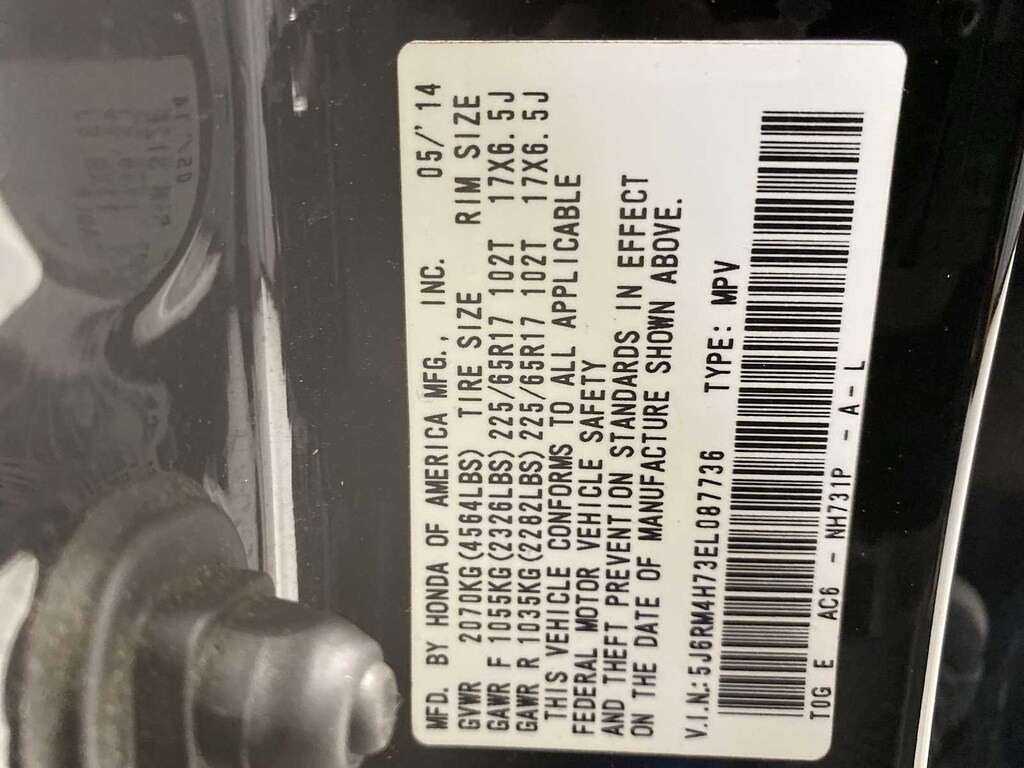 MFD. BY HONDA OF AMERICA MFG., INC. 05/'14
GVWR 2070KG(4564LBS) TIRE SIZE RIM SIZE
GAWR F 1055KG(2326LBS) 225/65R17 102T 17X6.5J
GAWR R 1035KG(2282LBS) 225/65R17 102T 17X6.5J
THIS VEHICLE CONFORMS TO ALL APPLICABLE
FEDERAL MOTOR VEHICLE SAFETY
AND THEFT PREVENTION STANDARDS IN EFFECT
ON THE DATE OF MANUFACTURE SHOWN ABOVE.
V.I.N.: 5J6RM4H73EL087736 TYPE: MPV
T0G E AC6 - NH731P - A - L